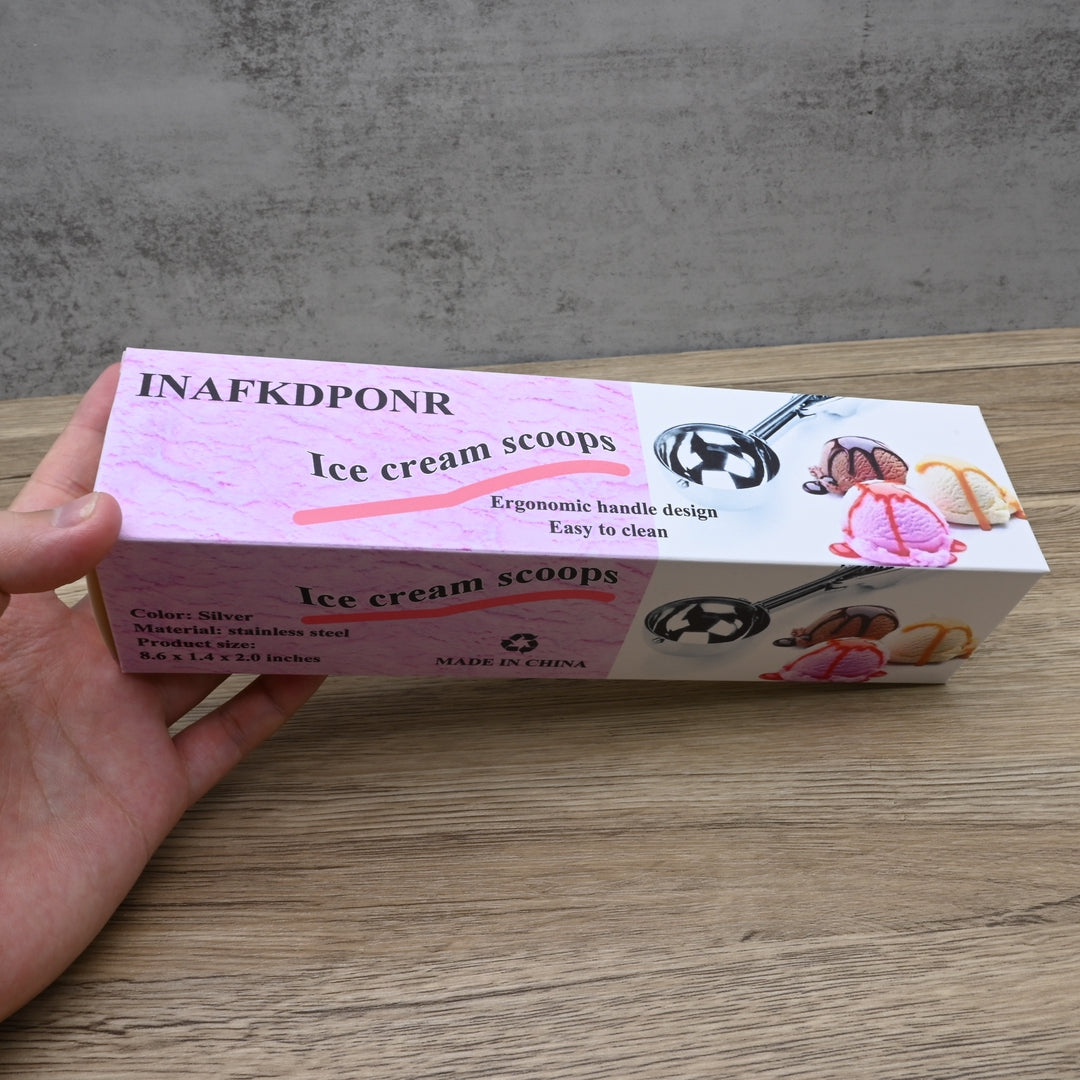 INAFKDPONR
Ice cream scoops
Ergonomic handle design
Easy to clean
Ice cream scoops
Color: Silver
Material: stainless steel
Product size:
8.6 x 1.4 x 2.0 inches
MADE IN CHINA